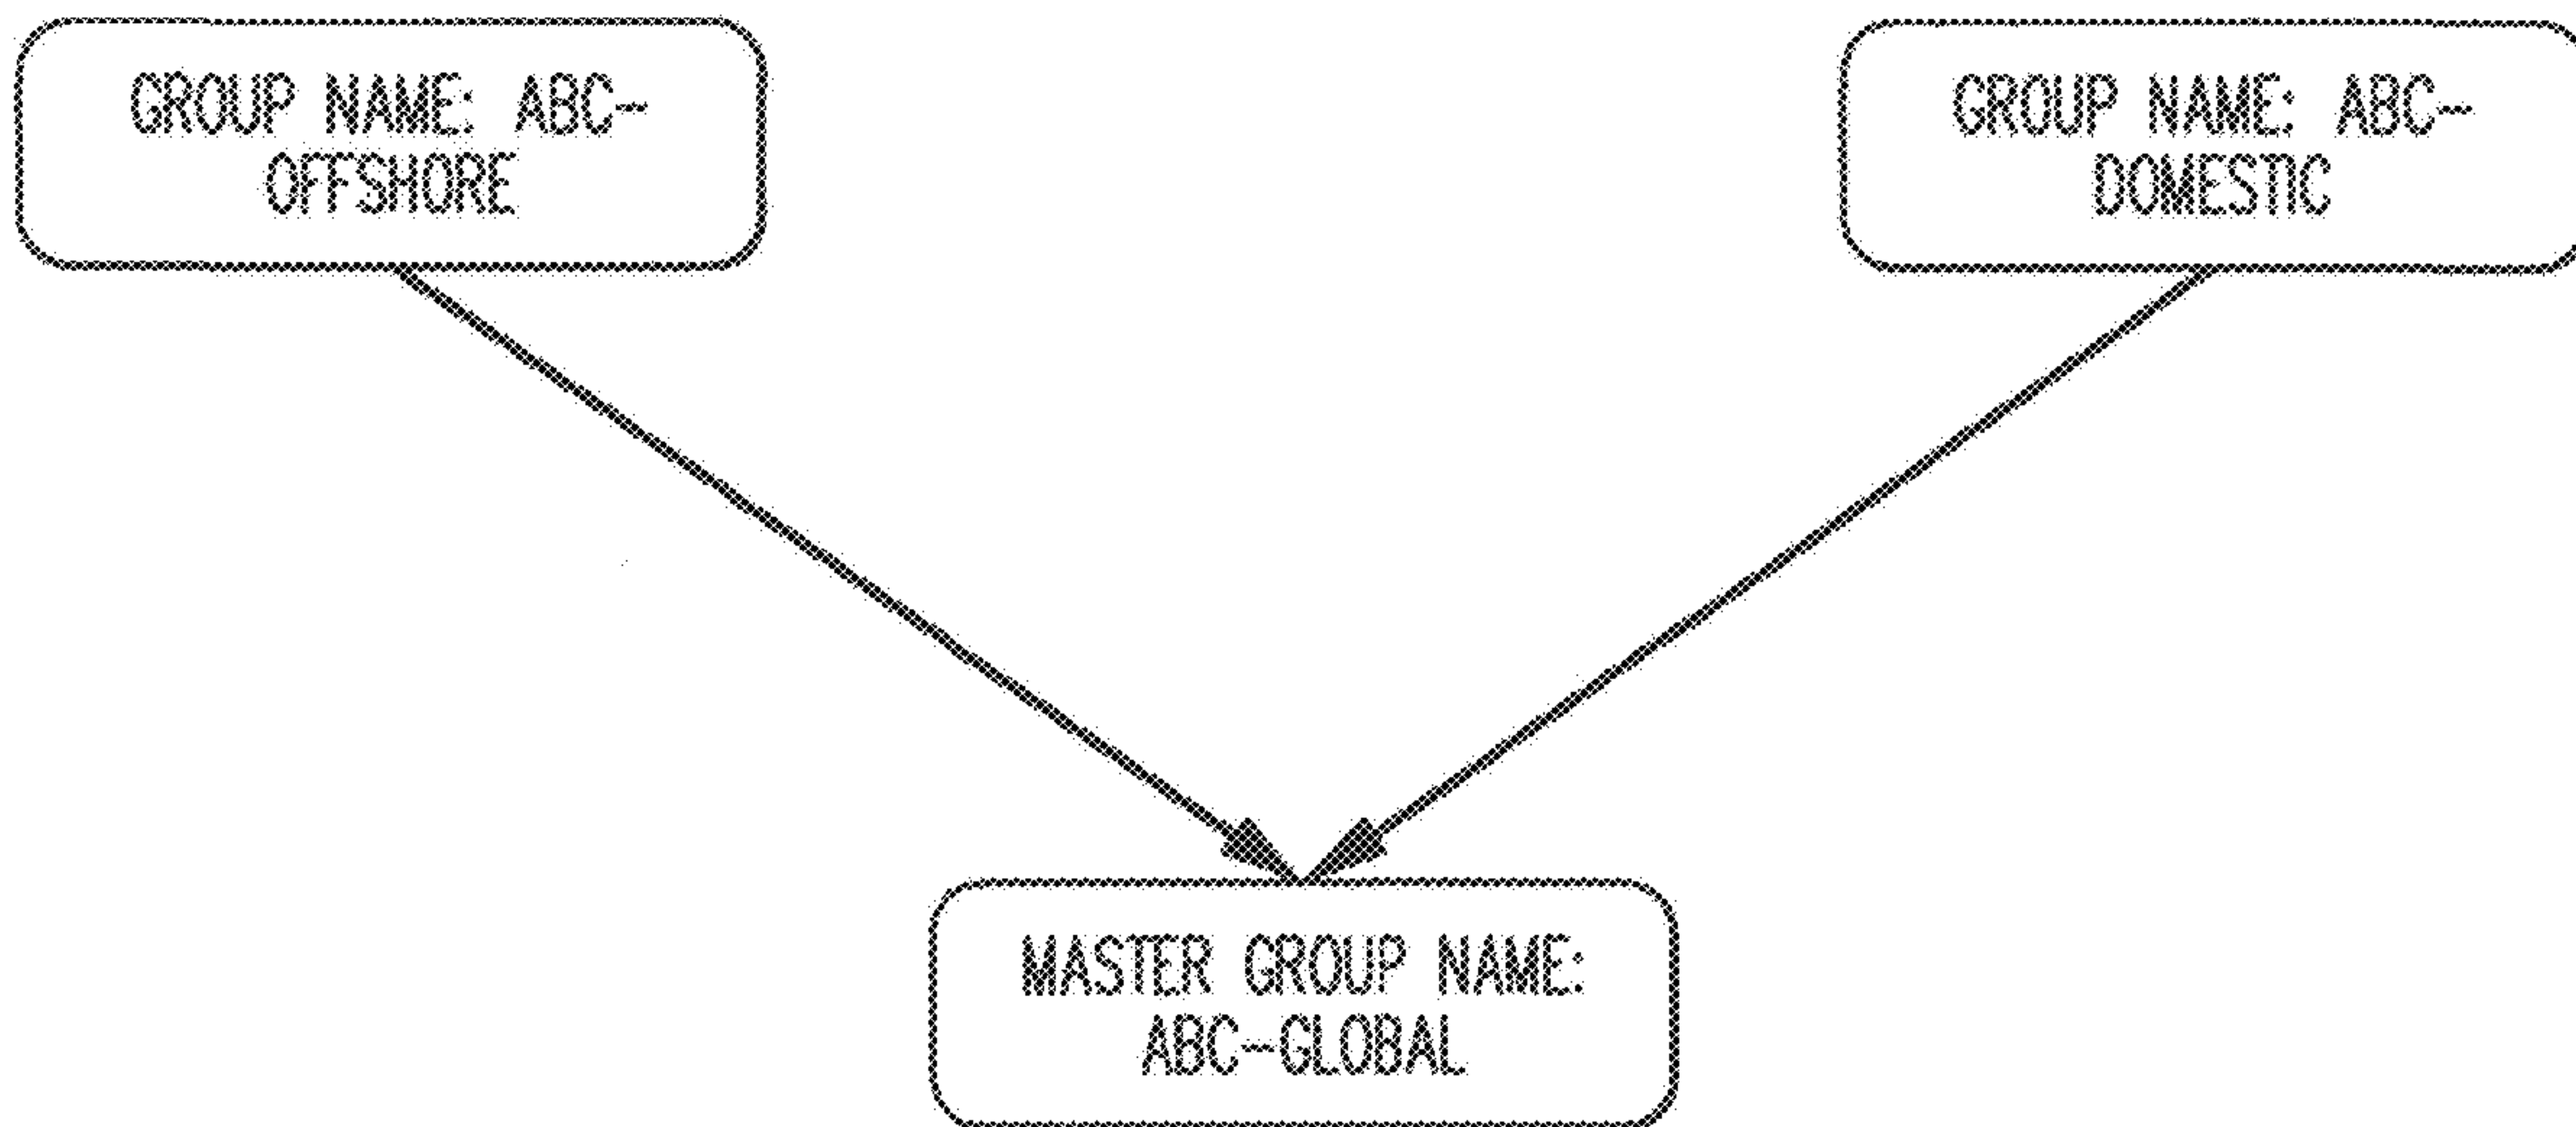 GROUP NAME: ABC-
OFFSHORE
GROUP NAME: ABC-
DOMESTIC
MASTER GROUP NAME:
ABC-GLOBAL